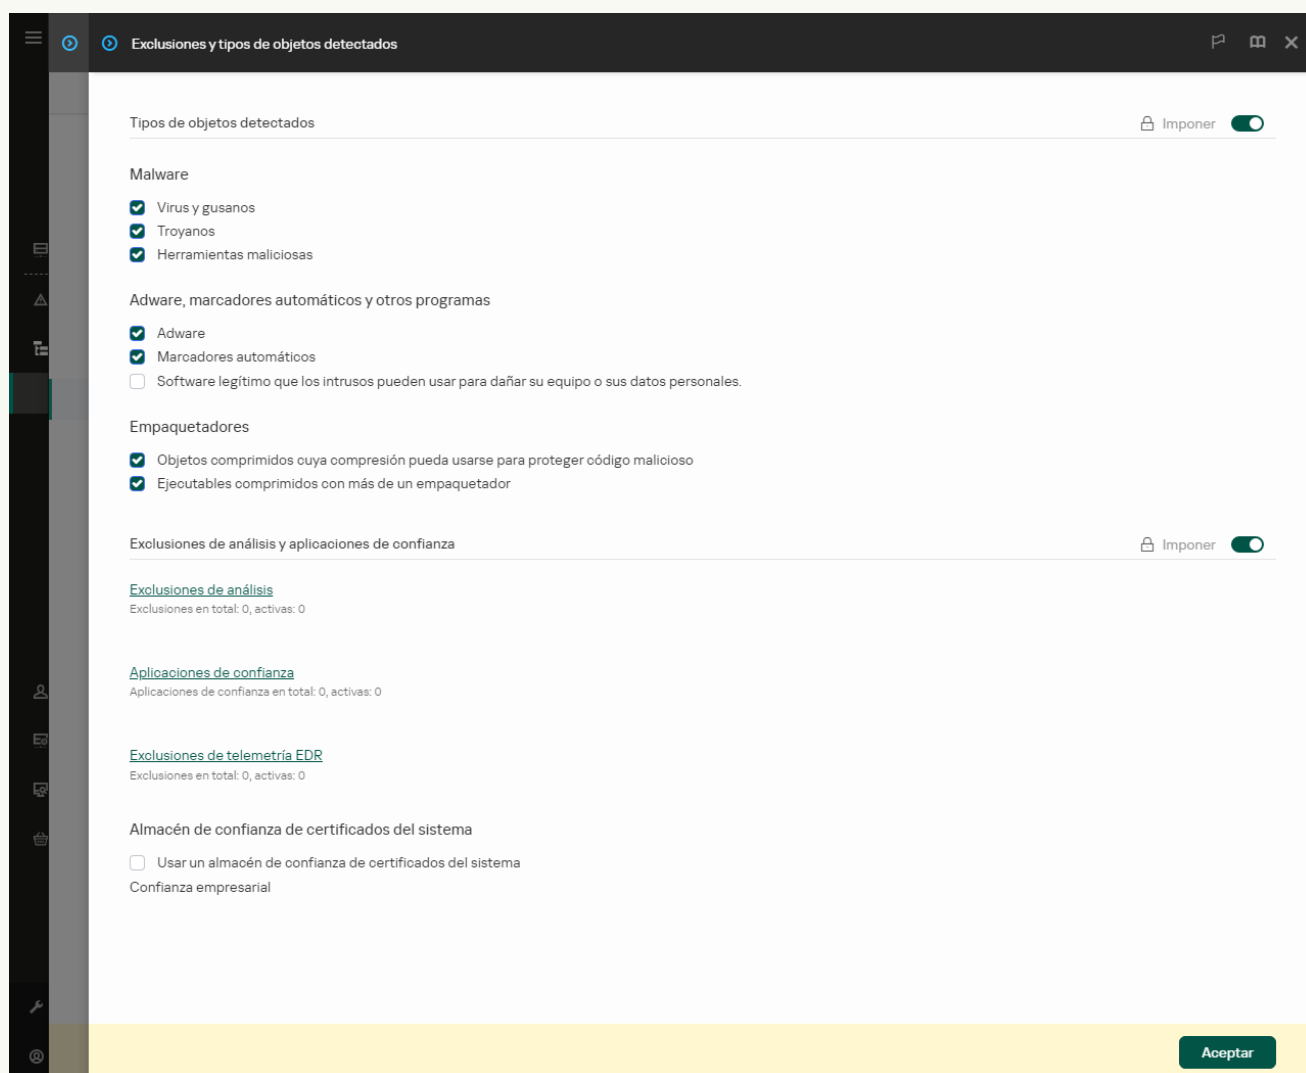 Exclusiones y tipos de objetos detectados
Tipos de objetos detectados
Imponer
Malware
Virus y gusanos
Troyanos
Herramientas maliciosas
Adware, marcadores automáticos y otros programas
Adware
Marcadores automáticos
Software legítimo que los intrusos pueden usar para dañar su equipo o sus datos personales.
Empaquetadores
Objetos comprimidos cuya compresión pueda usarse para proteger código malicioso
Ejecutables comprimidos con más de un empaquetador
Exclusiones de análisis y aplicaciones de confianza
Imponer
Exclusiones de análisis
Exclusiones en total: 0, activas: 0
Aplicaciones de confianza
Aplicaciones de confianza en total: 0, activas: 0
Exclusiones de telemetría EDR
Exclusiones en total: 0, activas: 0
Almacén de confianza de certificados del sistema
Usar un almacén de confianza de certificados del sistema
Confianza empresarial
Aceptar